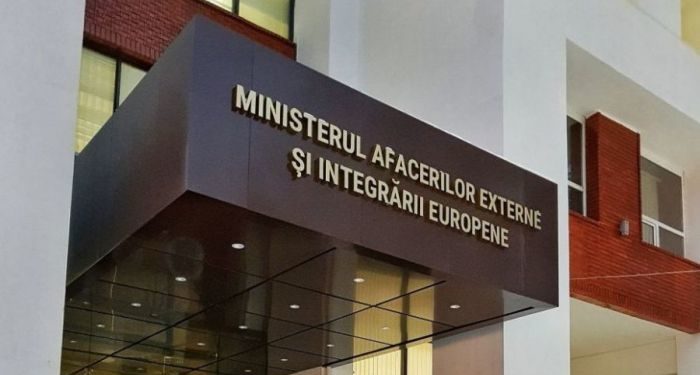 MINISTERUL AFACERILOR EXTERNE
ȘI INTEGRĂRII EUROPENE